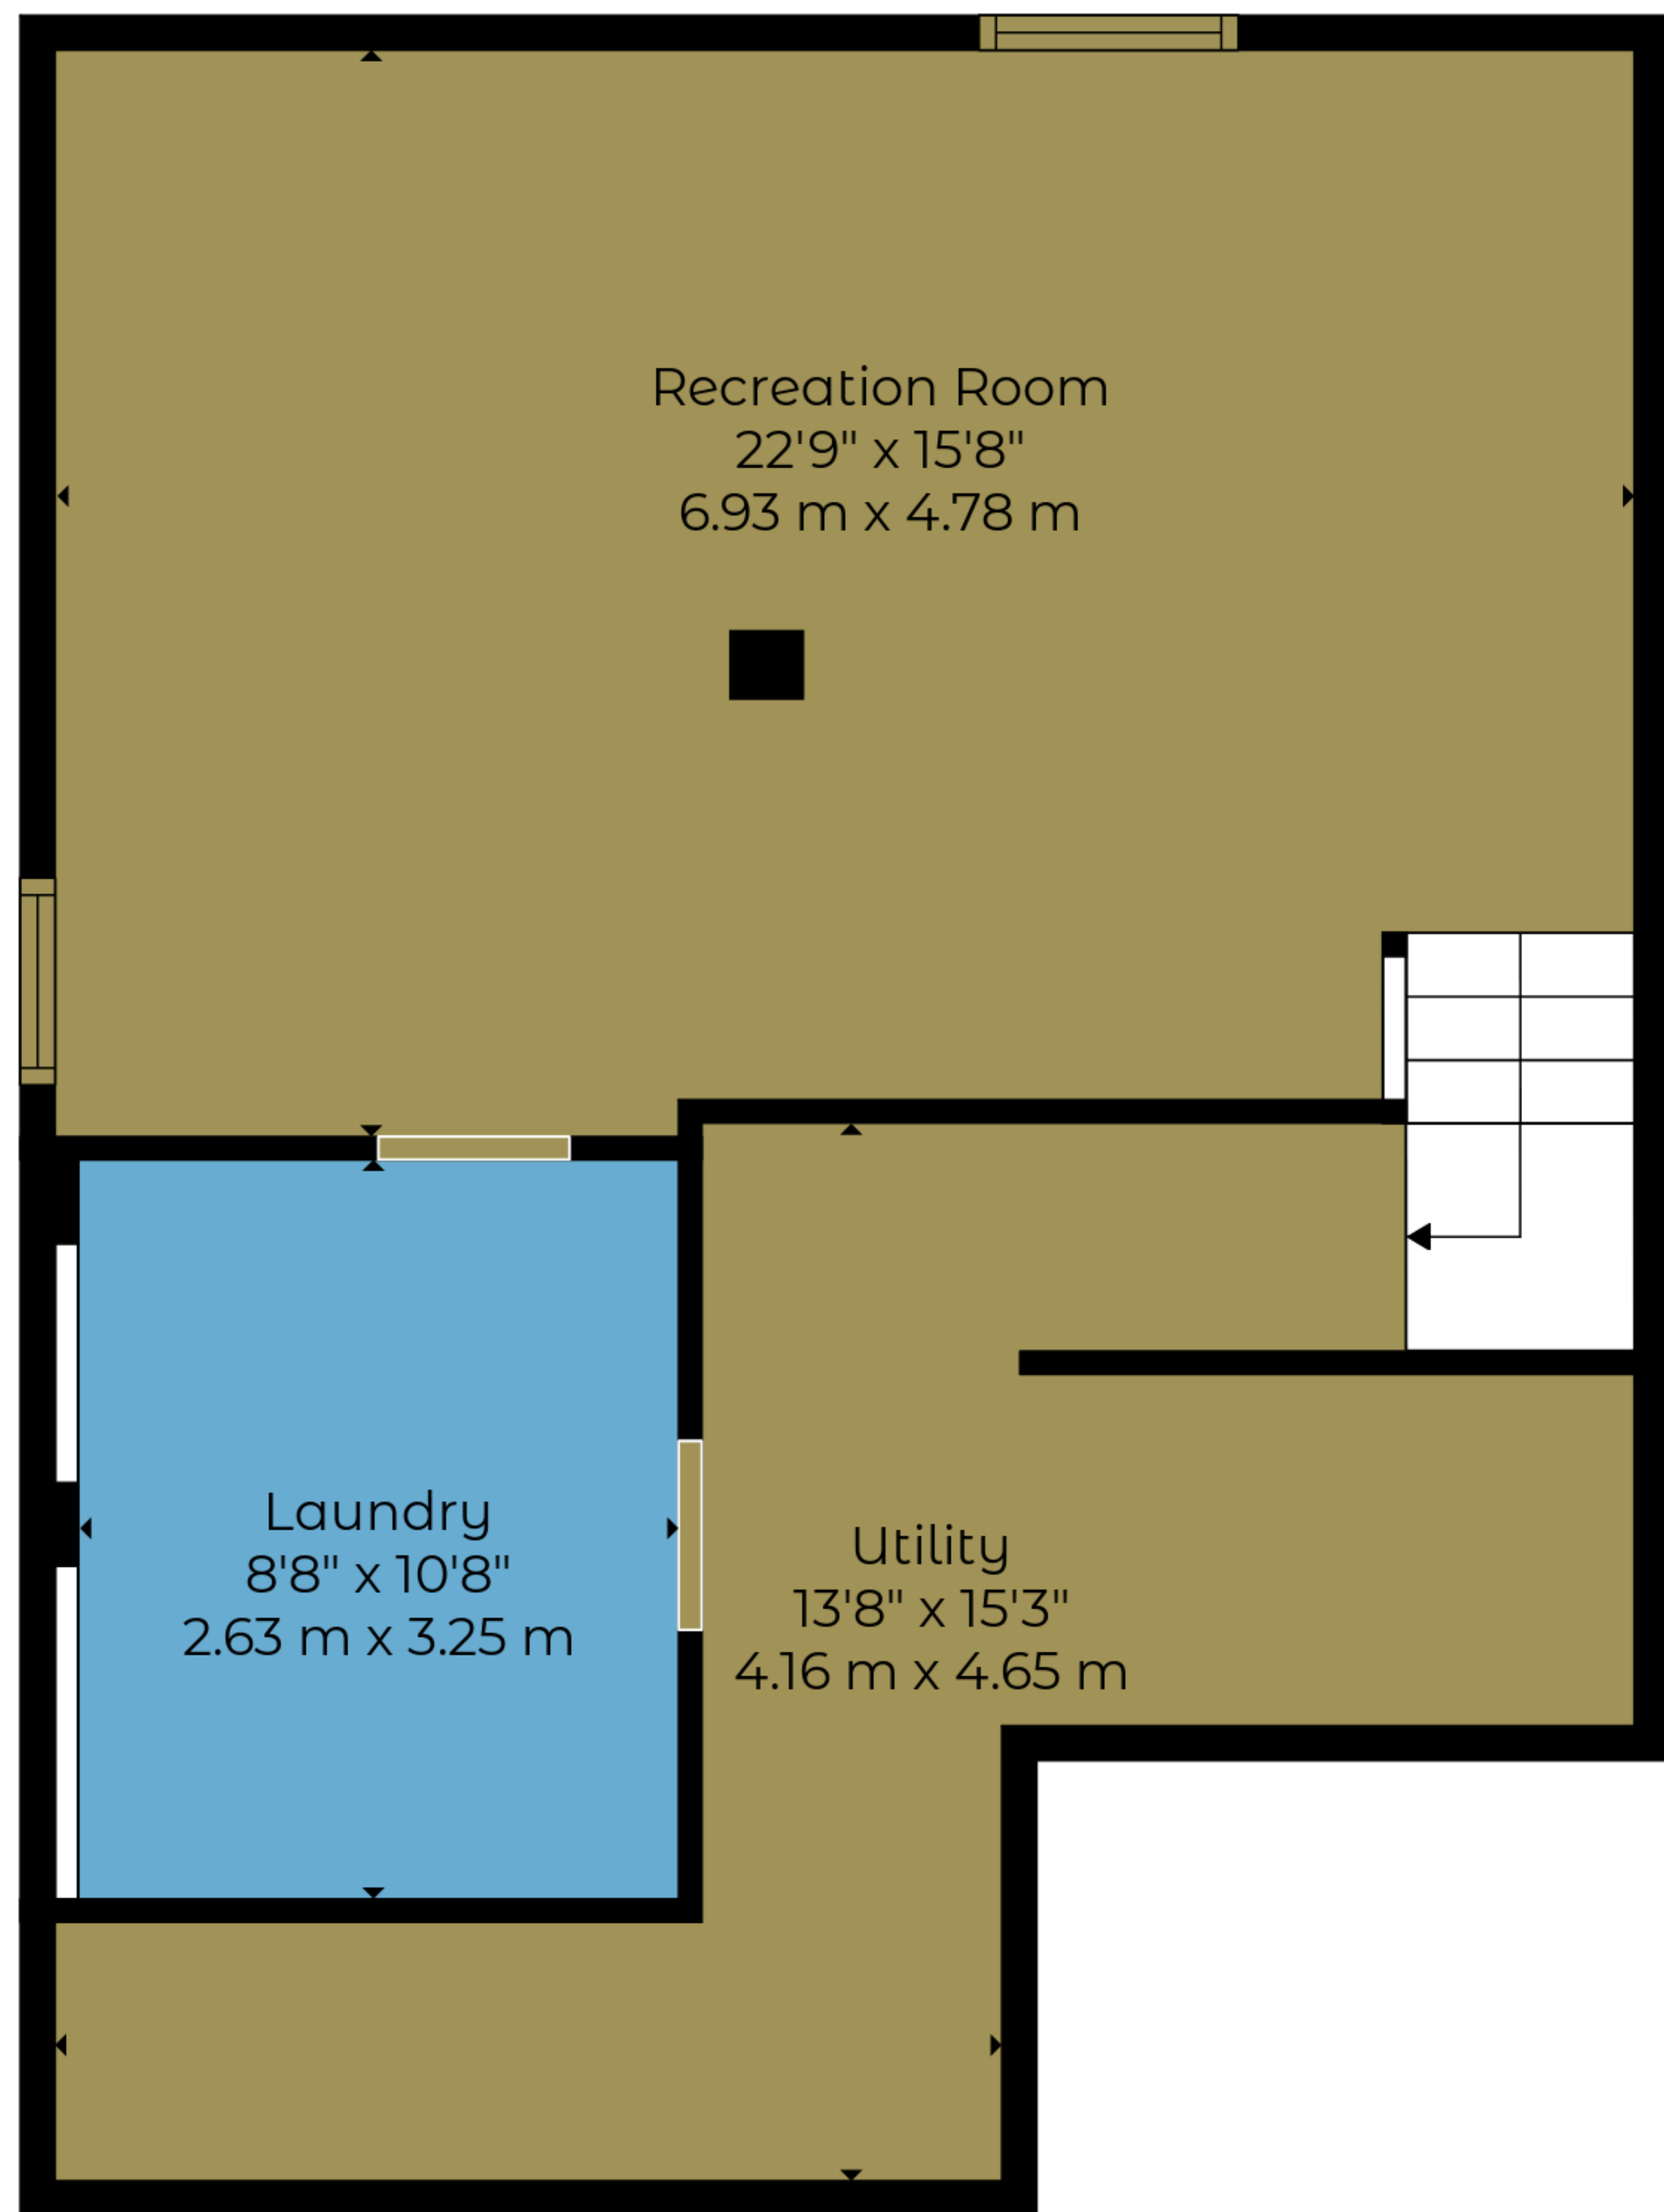 Recreation Room
22'9" x 15'8"
6.93 m x 4.78 m
Laundry
8'8" x 10'8"
2.63 m x 3.25 m
Utility
13'8" x 15'3"
4.16 m x 4.65 m